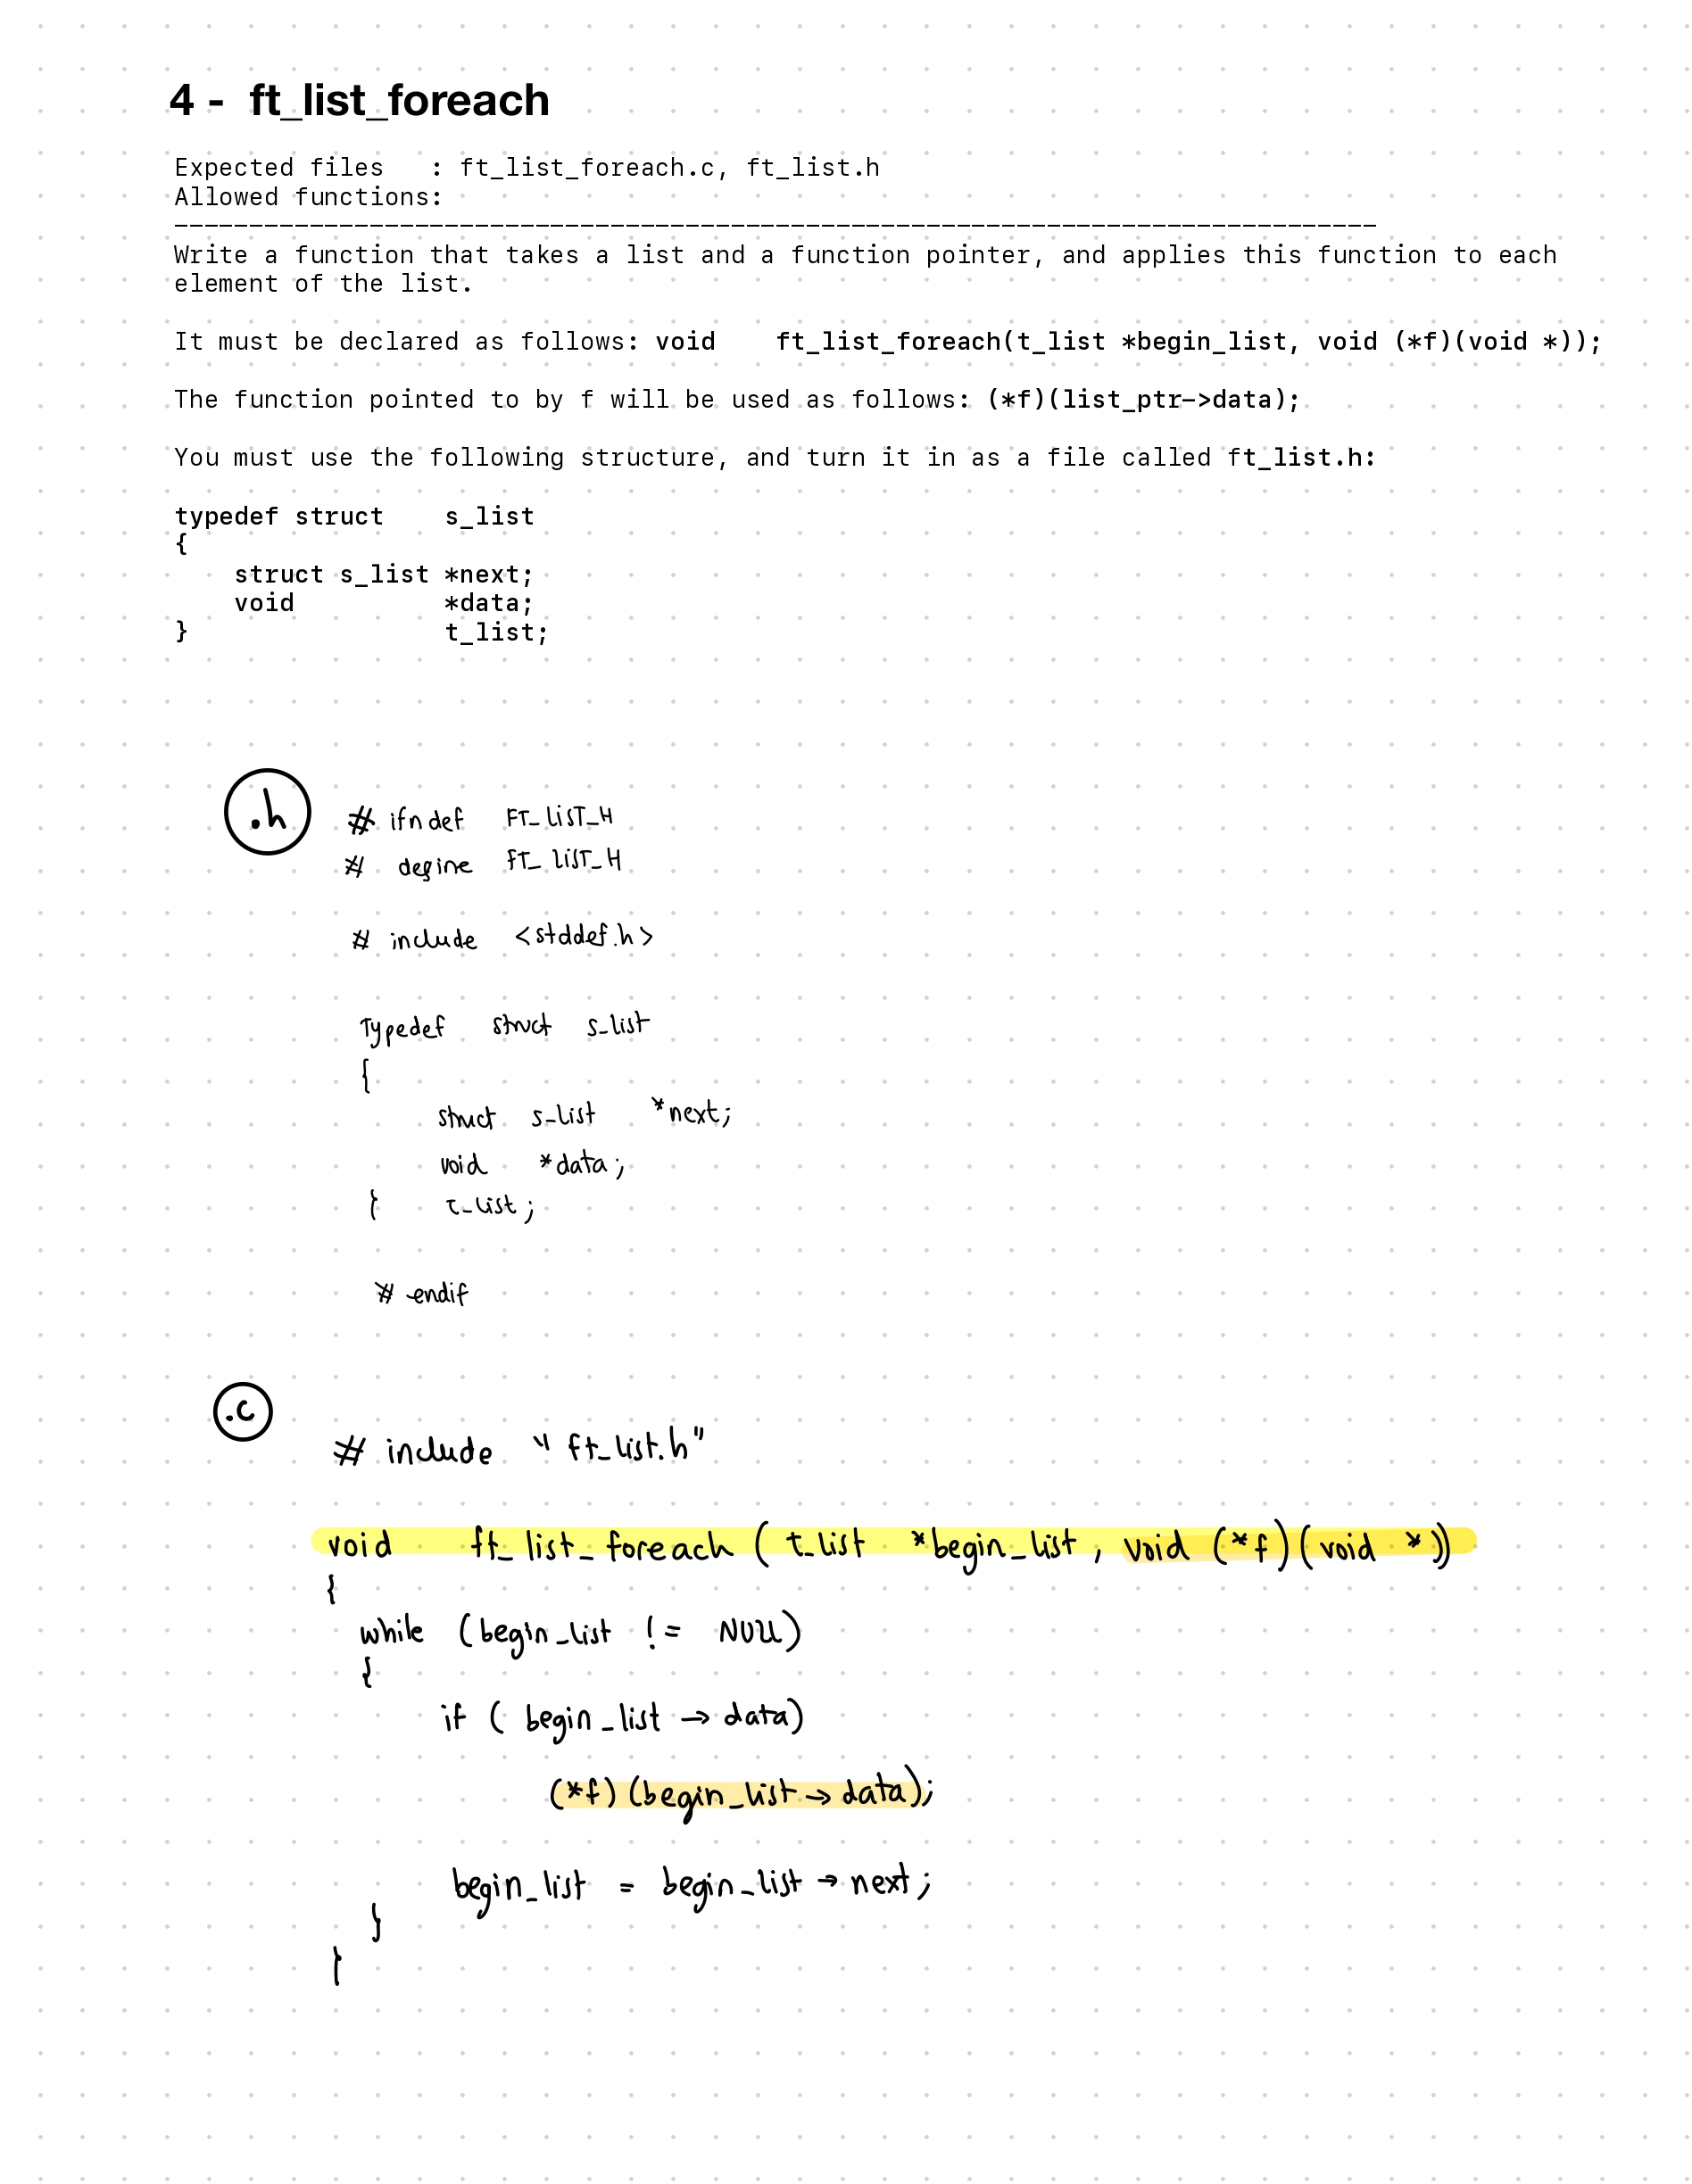 4 - ft_list_foreach
Expected files   : ft_list_foreach.c, ft_list.h
Allowed functions:
--------------------------------------------------------------------------------
Write a function that takes a list and a function pointer, and applies this function to each
element of the list.
It must be declared as follows: void    ft_list_foreach(t_list *begin_list, void (*f)(void *));
The function pointed to by f will be used as follows: (*f)(list_ptr->data);
You must use the following structure, and turn it in as a file called ft_list.h:
typedef struct    s_list
{
    struct s_list *next;
    void          *data;
}                 t_list;
.h
# ifndef FT_LIST_H
# define FT_LIST_H
# include <stddef.h>
Typedef struct s_list
{
struct s_list *next;
void *data;
} t_list;
# endif
.c
# include "ft_list.h"
void ft_list_foreach ( t_list *begin_list, void (*f)(void *))
{
while (begin_list != NULL)
{
if ( begin_list → data)
(*f)(begin_list → data);
begin_list = begin_list → next;
}
}